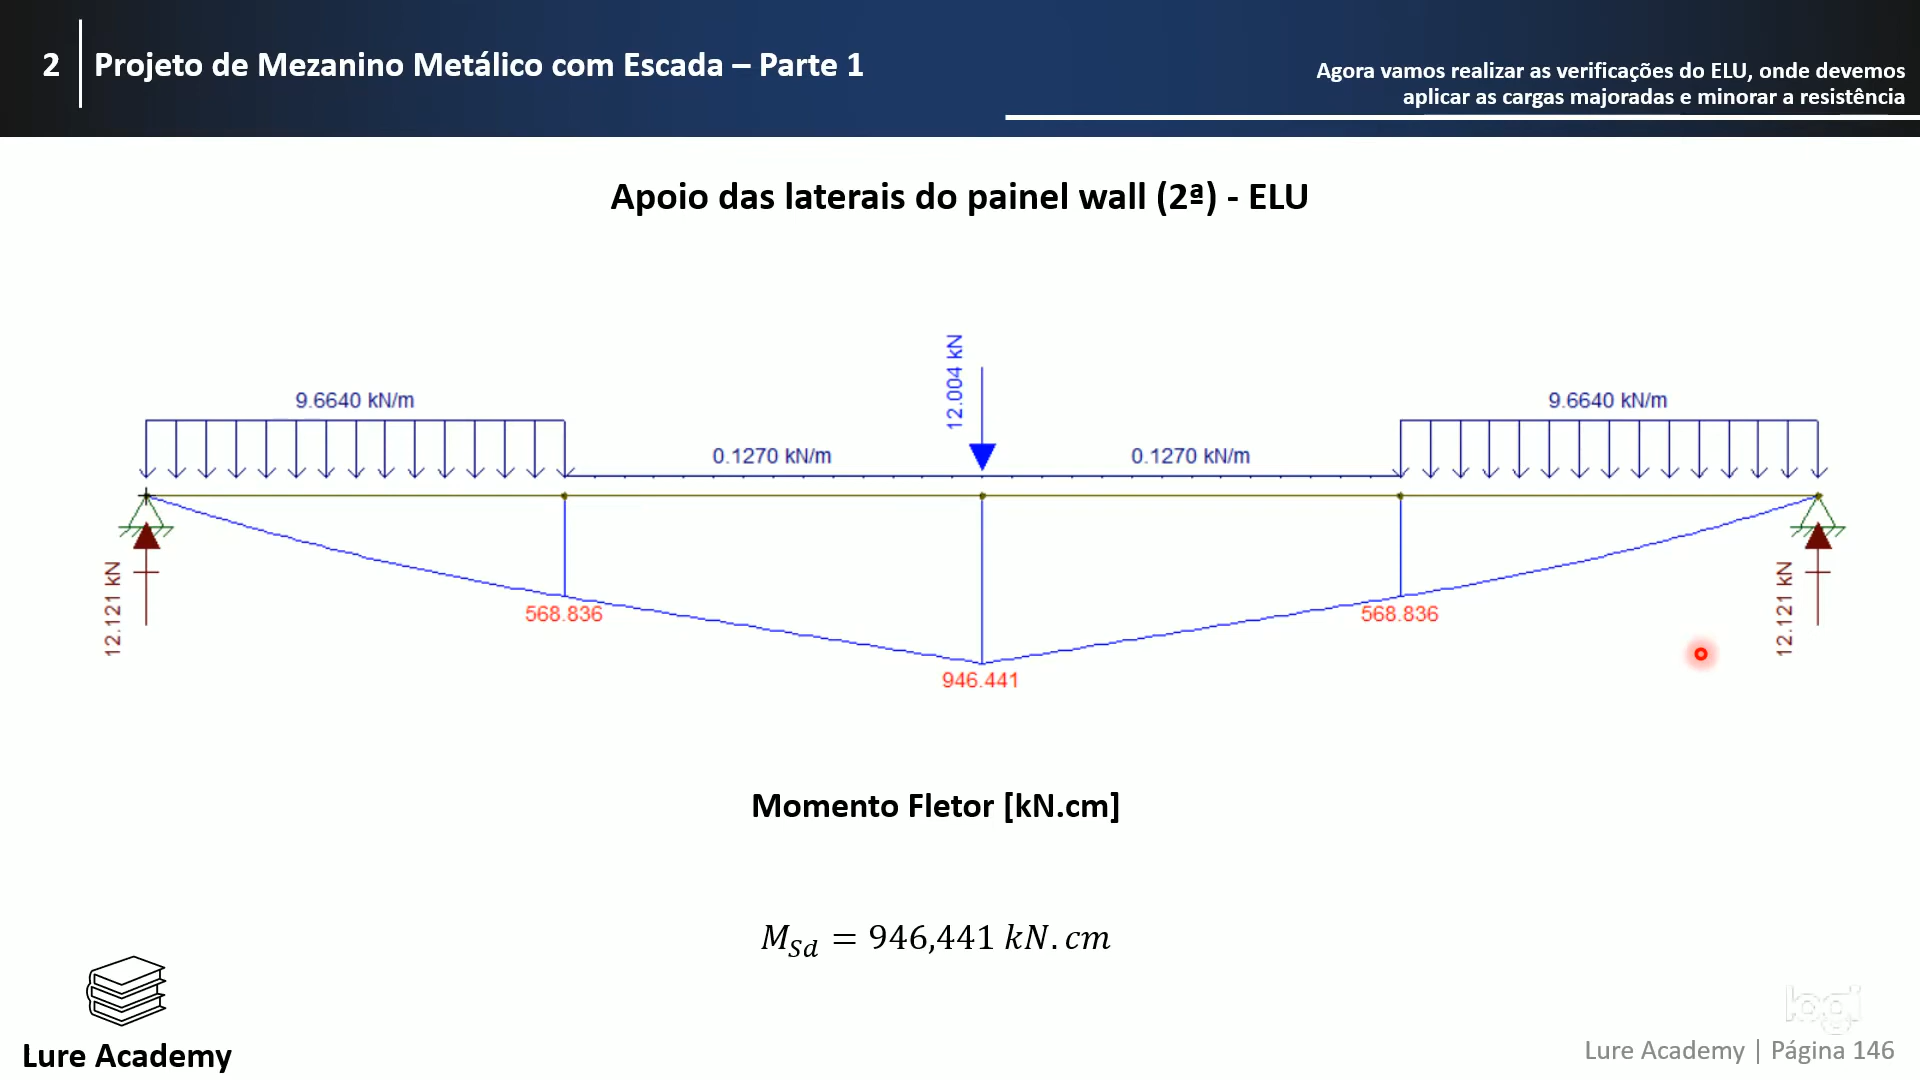 2
Projeto de Mezanino Metálico com Escada – Parte 1
Agora vamos realizar as verificações do ELU, onde devemos
aplicar as cargas majoradas e minorar a resistência
Apoio das laterais do painel wall (2ª) - ELU
12.004 kN
9.6640 kN/m
9.6640 kN/m
0.1270 kN/m
0.1270 kN/m
12.121 kN
12.121 kN
568.836
568.836
946.441
Momento Fletor [kN.cm]
M_Sd = 946,441 kN.cm
logi
Lure Academy
Lure Academy | Página 146